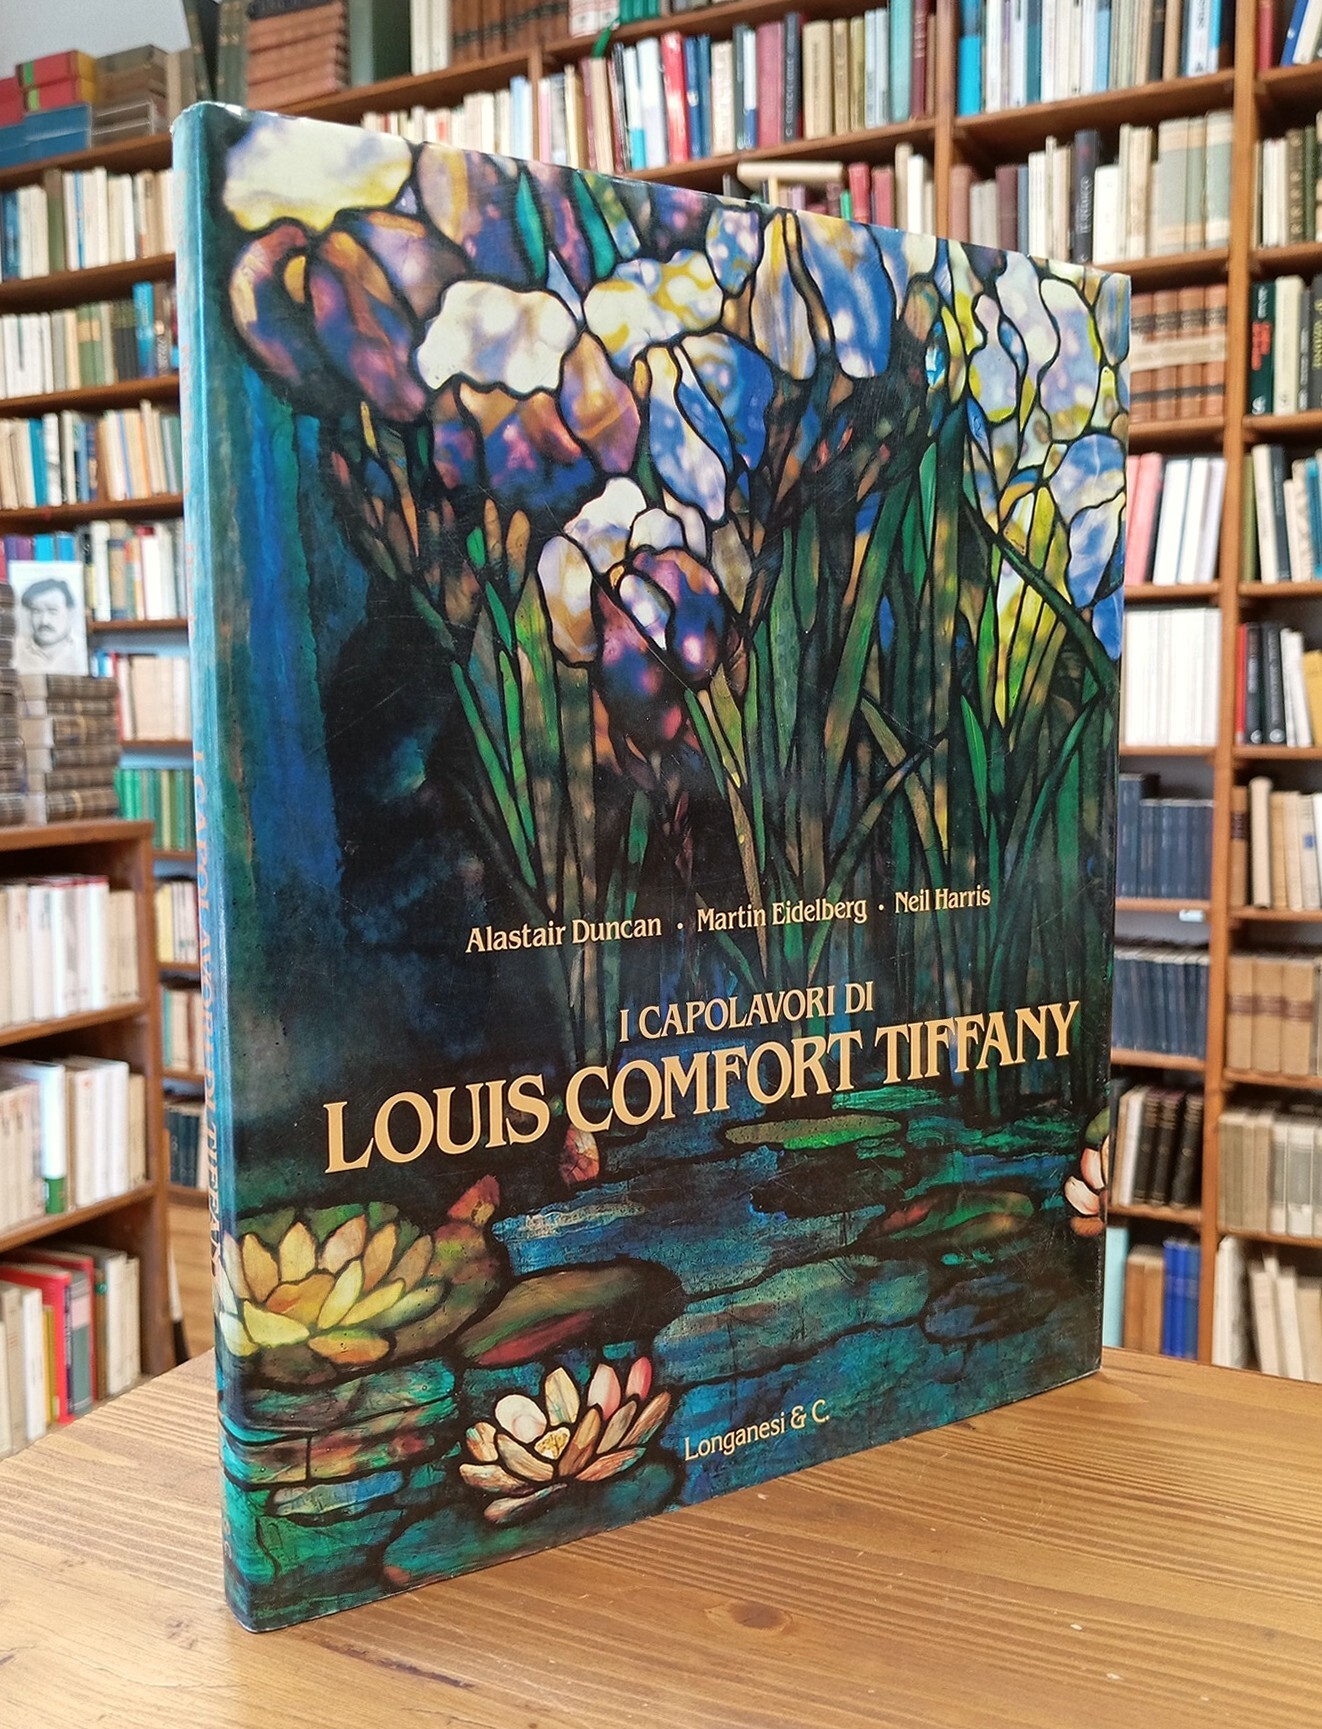 Alastair Duncan · Martin Eidelberg · Neil Harris
I CAPOLAVORI DI
LOUIS COMFORT TIFFANY
Longanesi & C.
I CAPOLAVORI DI TIFFANY